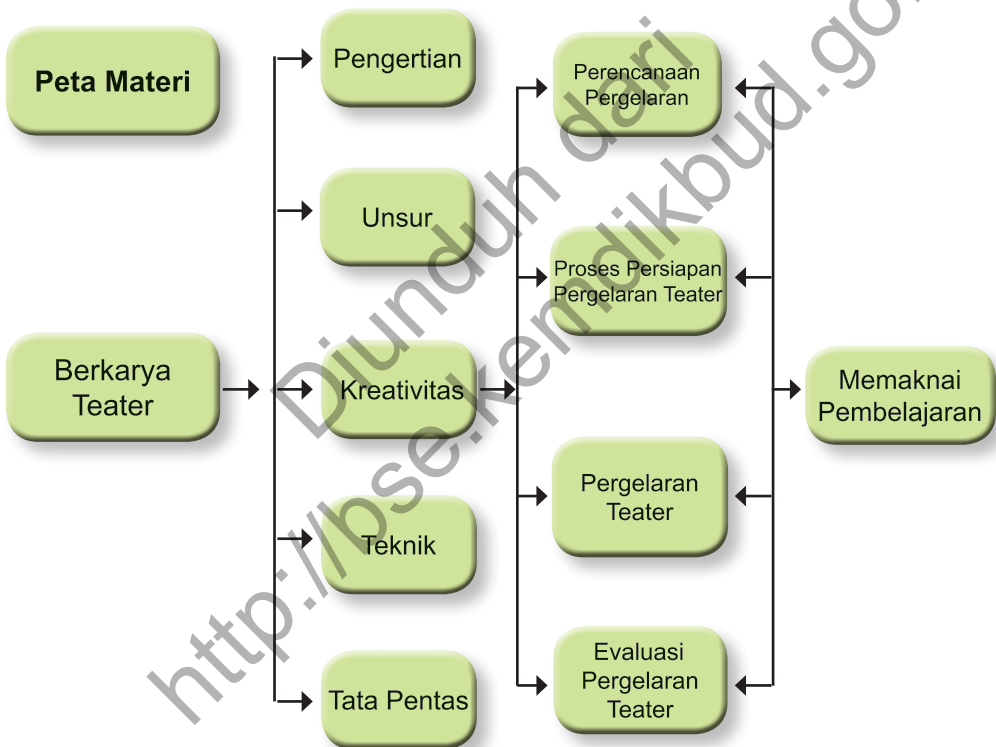 Peta Materi
Berkarya
Teater
Pengertian
Unsur
Kreativitas
Teknik
Tata Pentas
Perencanaan
Pergelaran
Proses Persiapan
Pergelaran Teater
Pergelaran
Teater
Evaluasi
Pergelaran
Teater
Memaknai
Pembelajaran
Diunduh dari
http://bse.kemdikbud.go